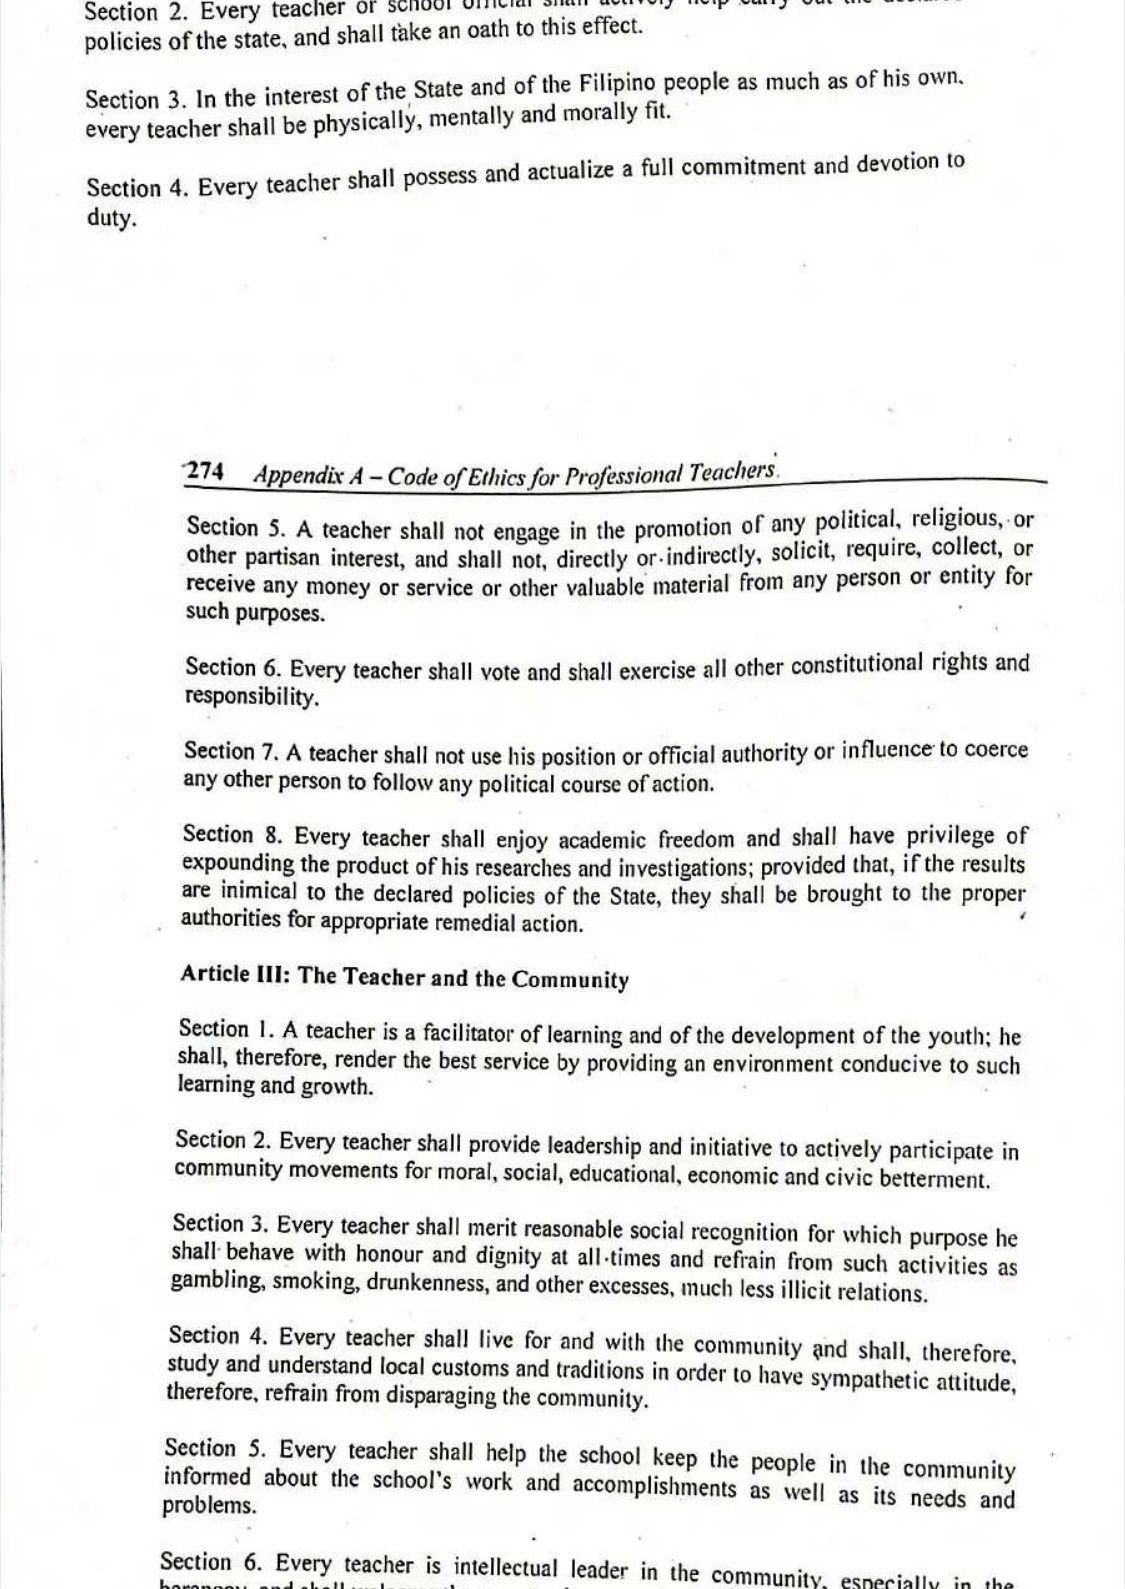 Section 2. Every teacher or school official shall actively help carry out the declared
policies of the state, and shall take an oath to this effect.
Section 3. In the interest of the State and of the Filipino people as much as of his own.
every teacher shall be physically, mentally and morally fit.
Section 4. Every teacher shall possess and actualize a full commitment and devotion to
duty.
274 Appendix A – Code of Ethics for Professional Teachers
Section 5. A teacher shall not engage in the promotion of any political, religious, or
other partisan interest, and shall not, directly or indirectly, solicit, require, collect, or
receive any money or service or other valuable material from any person or entity for
such purposes.
Section 6. Every teacher shall vote and shall exercise all other constitutional rights and
responsibility.
Section 7. A teacher shall not use his position or official authority or influence to coerce
any other person to follow any political course of action.
Section 8. Every teacher shall enjoy academic freedom and shall have privilege of
expounding the product of his researches and investigations; provided that, if the results
are inimical to the declared policies of the State, they shall be brought to the proper
authorities for appropriate remedial action.
Article III: The Teacher and the Community
Section 1. A teacher is a facilitator of learning and of the development of the youth; he
shall, therefore, render the best service by providing an environment conducive to such
learning and growth.
Section 2. Every teacher shall provide leadership and initiative to actively participate in
community movements for moral, social, educational, economic and civic betterment.
Section 3. Every teacher shall merit reasonable social recognition for which purpose he
shall behave with honour and dignity at all times and refrain from such activities as
gambling, smoking, drunkenness, and other excesses, much less illicit relations.
Section 4. Every teacher shall live for and with the community and shall, therefore,
study and understand local customs and traditions in order to have sympathetic attitude,
therefore, refrain from disparaging the community.
Section 5. Every teacher shall help the school keep the people in the community
informed about the school's work and accomplishments as well as its needs and
problems.
Section 6. Every teacher is intellectual leader in the community, especially in the